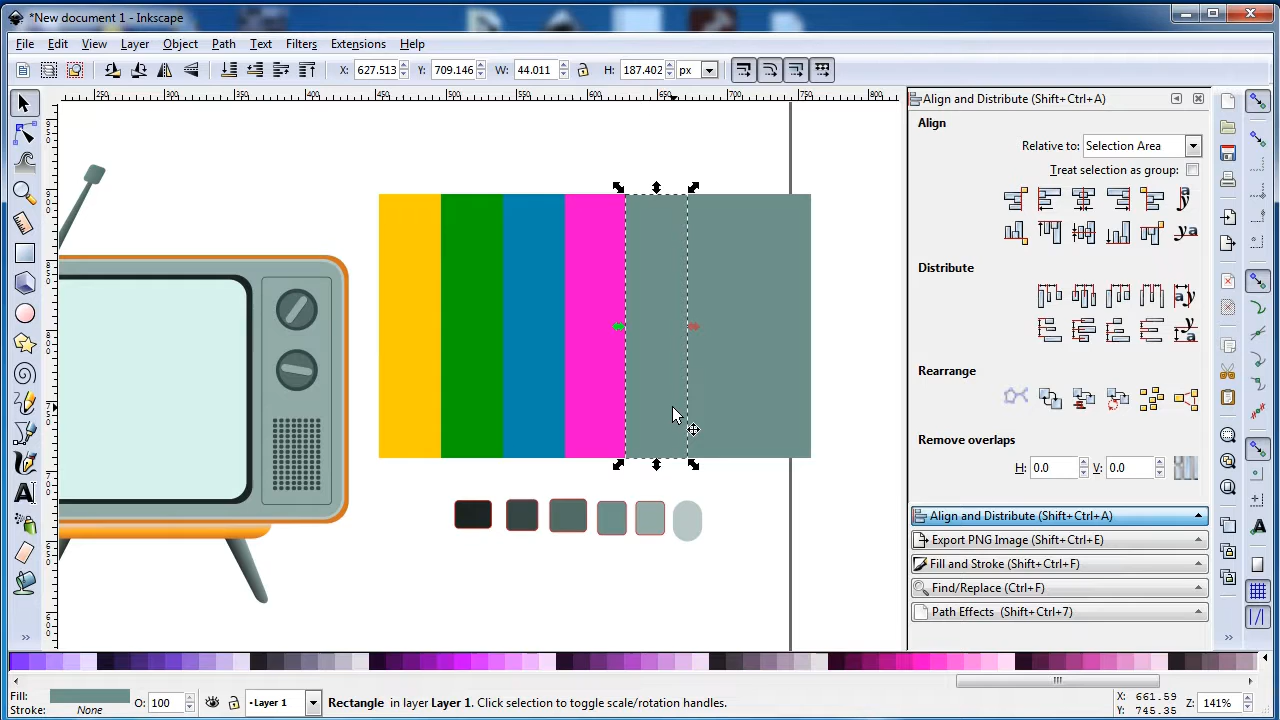 *New document 1 - Inkscape
File Edit View Layer Object Path Text Filters Extensions Help
X: 627.513 Y: 709.146 W: 44.011 H: 187.402 px
Align and Distribute (Shift+Ctrl+A)
Align
Relative to: Selection Area
Treat selection as group:
Distribute
Rearrange
Remove overlaps
H: 0.0 V: 0.0
Align and Distribute (Shift+Ctrl+A)
Export PNG Image (Shift+Ctrl+E)
Fill and Stroke (Shift+Ctrl+F)
Find/Replace (Ctrl+F)
Path Effects (Shift+Ctrl+7)
Fill:
Stroke: None
O: 100
Layer 1
Rectangle in layer Layer 1. Click selection to toggle scale/rotation handles.
X: 661.59
Y: 745.35
Z: 141%